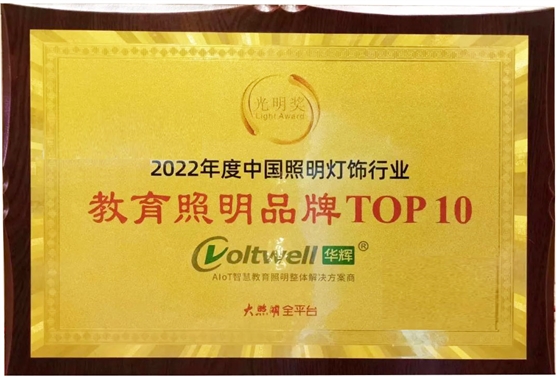 光明奖
Light Award
2022年度中国照明灯饰行业
教育照明品牌TOP 10
Voltwell 华辉®
AIoT智慧教育照明整体解决方案商
大照明全平台